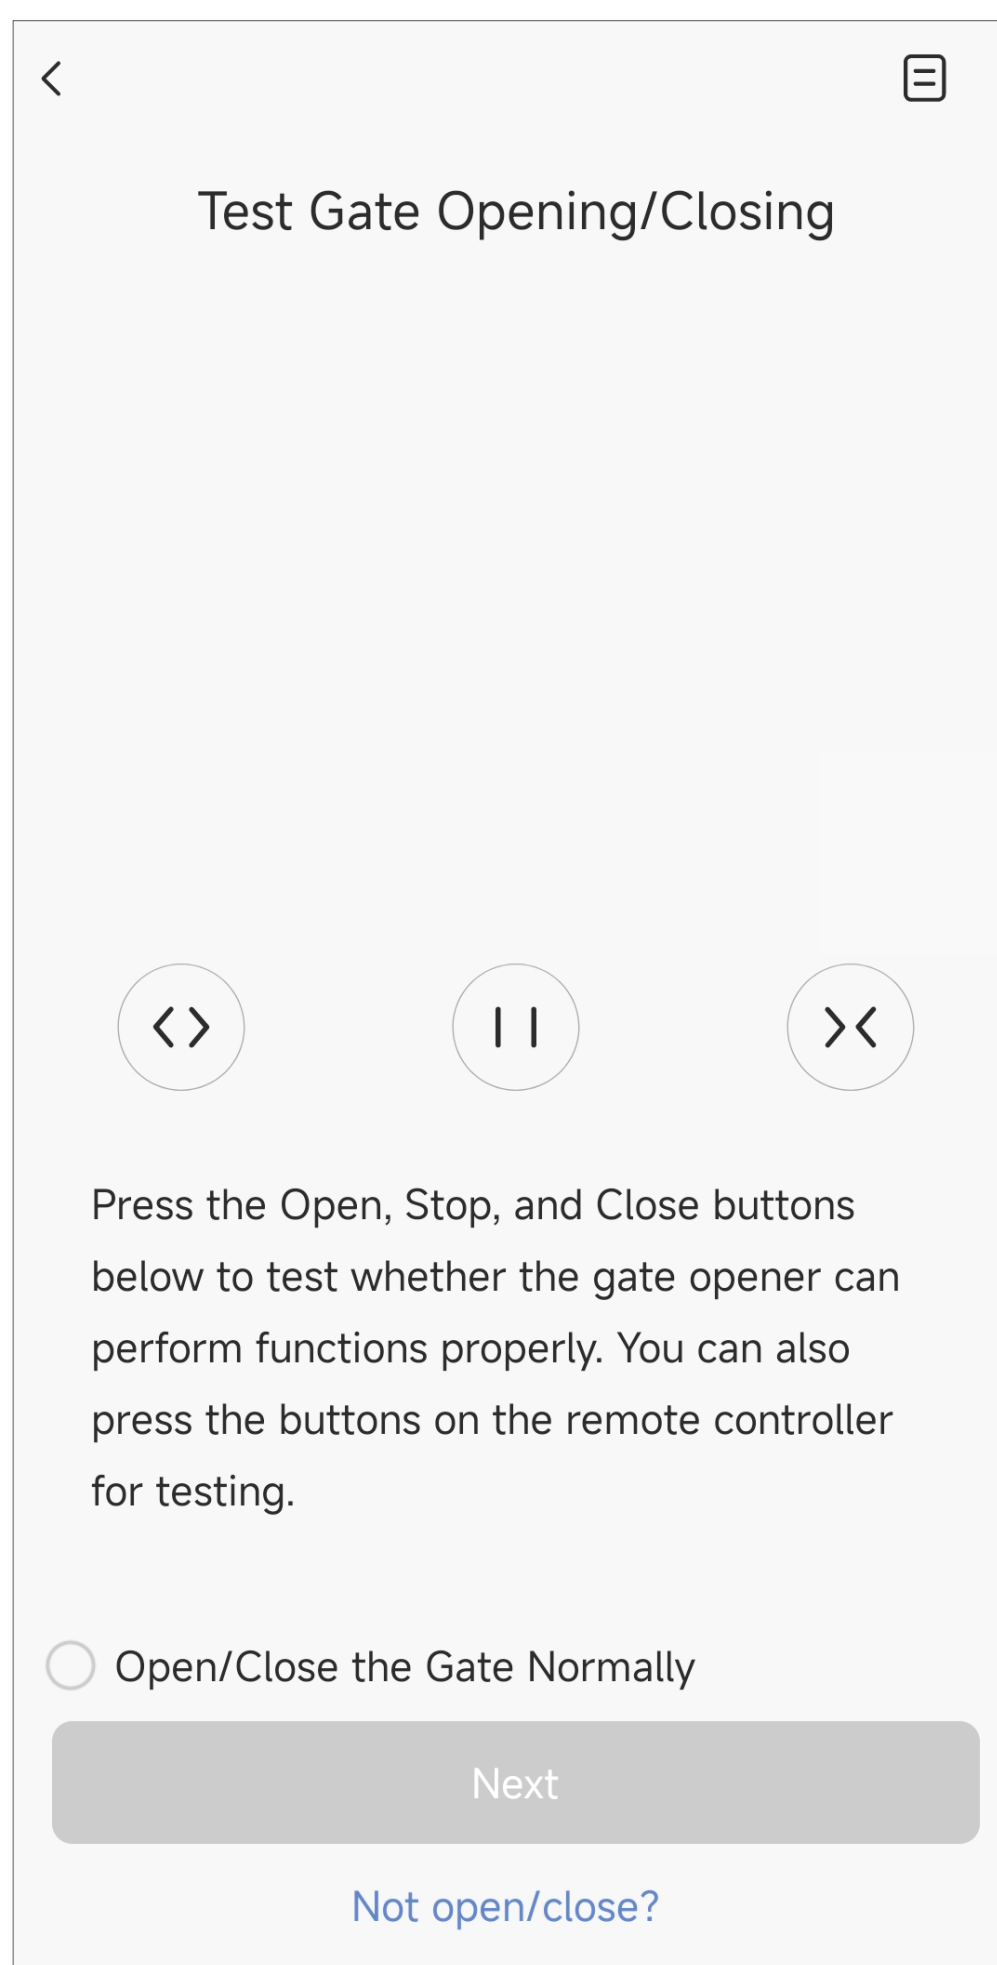 Test Gate Opening/Closing
Press the Open, Stop, and Close buttons
below to test whether the gate opener can
perform functions properly. You can also
press the buttons on the remote controller
for testing.
Open/Close the Gate Normally
Next
Not open/close?